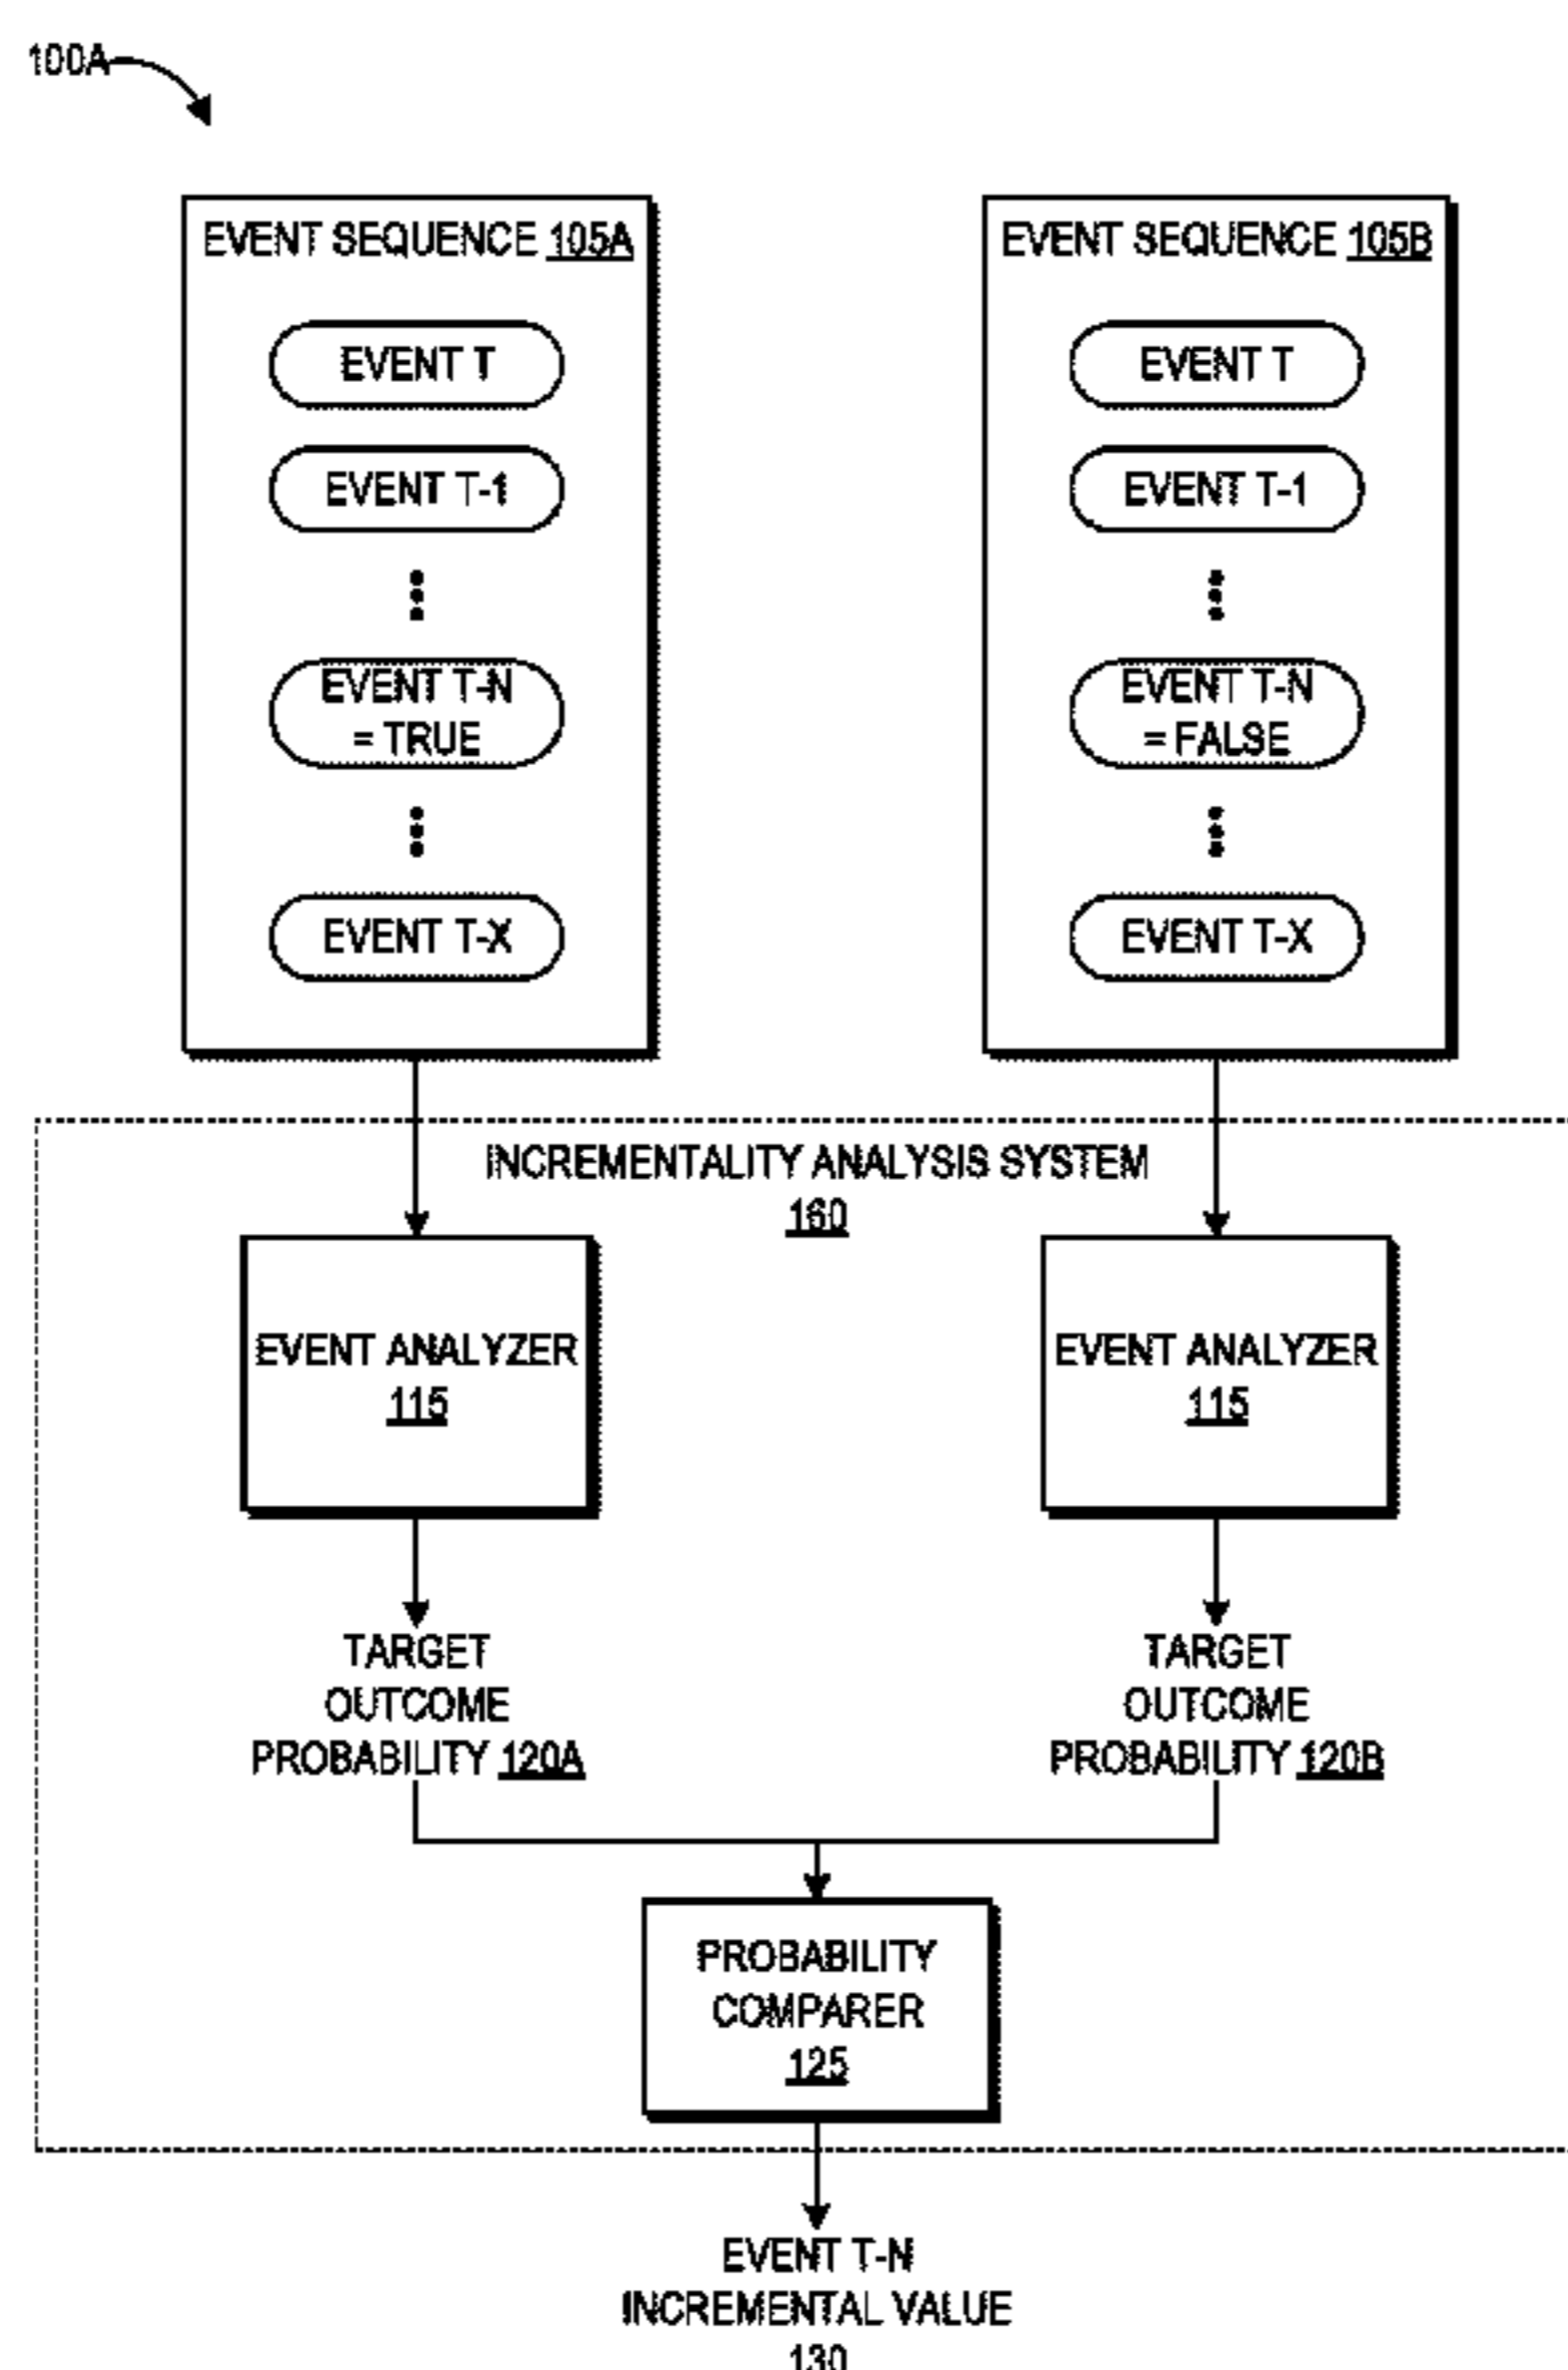 100A
EVENT SEQUENCE 105A
EVENT T
EVENT T-1
EVENT T-N
= TRUE
EVENT T-X
EVENT SEQUENCE 105B
EVENT T
EVENT T-1
EVENT T-N
= FALSE
EVENT T-X
INCREMENTALITY ANALYSIS SYSTEM
160
EVENT ANALYZER
115
EVENT ANALYZER
115
TARGET
OUTCOME
PROBABILITY 120A
TARGET
OUTCOME
PROBABILITY 120B
PROBABILITY
COMPARER
125
EVENT T-N
INCREMENTAL VALUE
130